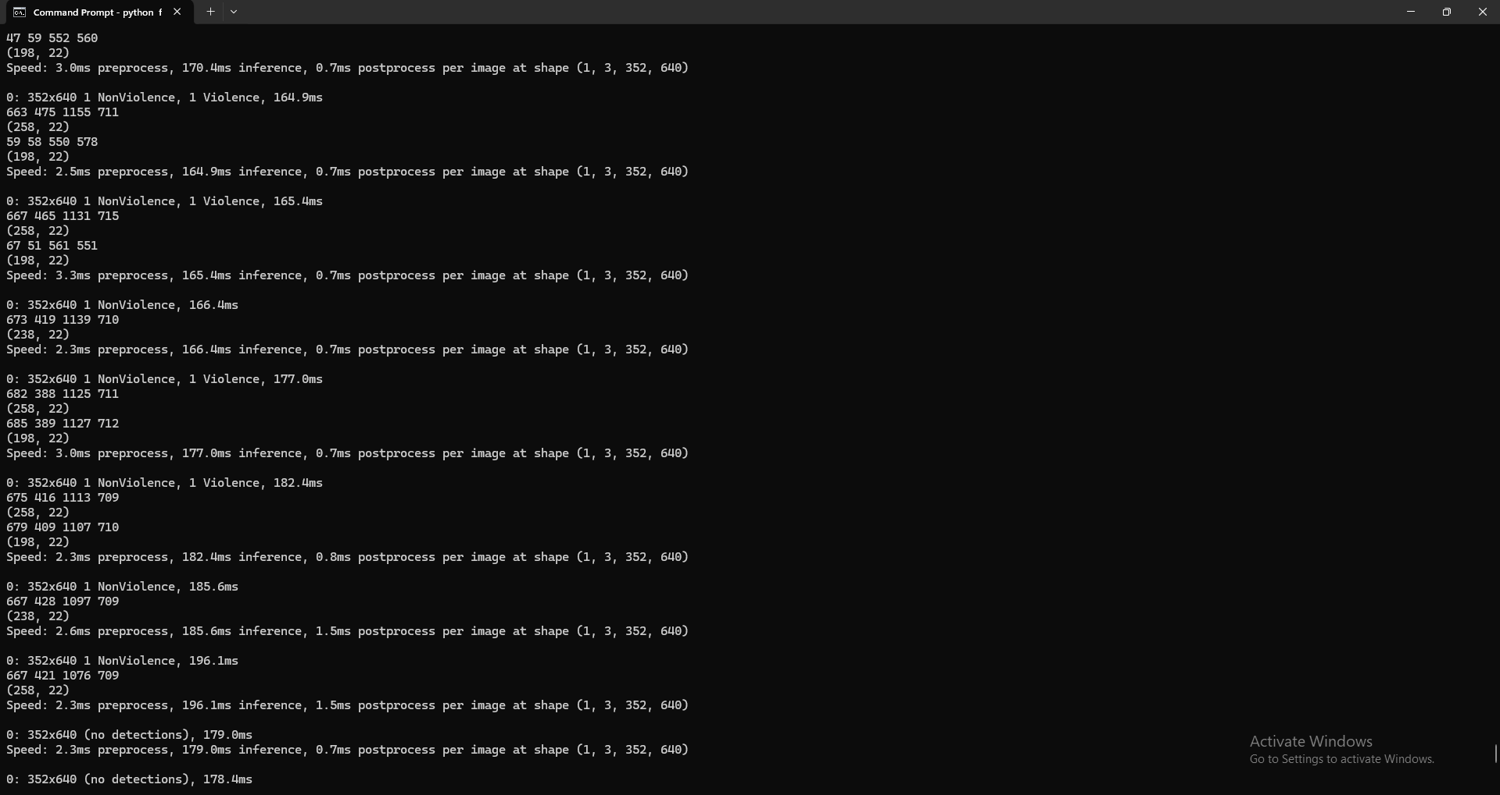 Command Prompt - python f
47 59 552 560
(198, 22)
Speed: 3.0ms preprocess, 170.4ms inference, 0.7ms postprocess per image at shape (1, 3, 352, 640)
0: 352x640 1 NonViolence, 1 Violence, 164.9ms
663 475 1155 711
(258, 22)
59 58 550 578
(198, 22)
Speed: 2.5ms preprocess, 164.9ms inference, 0.7ms postprocess per image at shape (1, 3, 352, 640)
0: 352x640 1 NonViolence, 1 Violence, 165.4ms
667 465 1131 715
(258, 22)
67 51 561 551
(198, 22)
Speed: 3.3ms preprocess, 165.4ms inference, 0.7ms postprocess per image at shape (1, 3, 352, 640)
0: 352x640 1 NonViolence, 166.4ms
673 419 1139 710
(238, 22)
Speed: 2.3ms preprocess, 166.4ms inference, 0.7ms postprocess per image at shape (1, 3, 352, 640)
0: 352x640 1 NonViolence, 1 Violence, 177.0ms
682 388 1125 711
(258, 22)
685 389 1127 712
(198, 22)
Speed: 3.0ms preprocess, 177.0ms inference, 0.7ms postprocess per image at shape (1, 3, 352, 640)
0: 352x640 1 NonViolence, 1 Violence, 182.4ms
675 416 1113 709
(258, 22)
679 409 1107 710
(198, 22)
Speed: 2.3ms preprocess, 182.4ms inference, 0.8ms postprocess per image at shape (1, 3, 352, 640)
0: 352x640 1 NonViolence, 185.6ms
667 428 1097 709
(238, 22)
Speed: 2.6ms preprocess, 185.6ms inference, 1.5ms postprocess per image at shape (1, 3, 352, 640)
0: 352x640 1 NonViolence, 196.1ms
667 421 1076 709
(258, 22)
Speed: 2.3ms preprocess, 196.1ms inference, 1.5ms postprocess per image at shape (1, 3, 352, 640)
0: 352x640 (no detections), 179.0ms
Speed: 2.3ms preprocess, 179.0ms inference, 0.7ms postprocess per image at shape (1, 3, 352, 640)
0: 352x640 (no detections), 178.4ms
Activate Windows
Go to Settings to activate Windows.